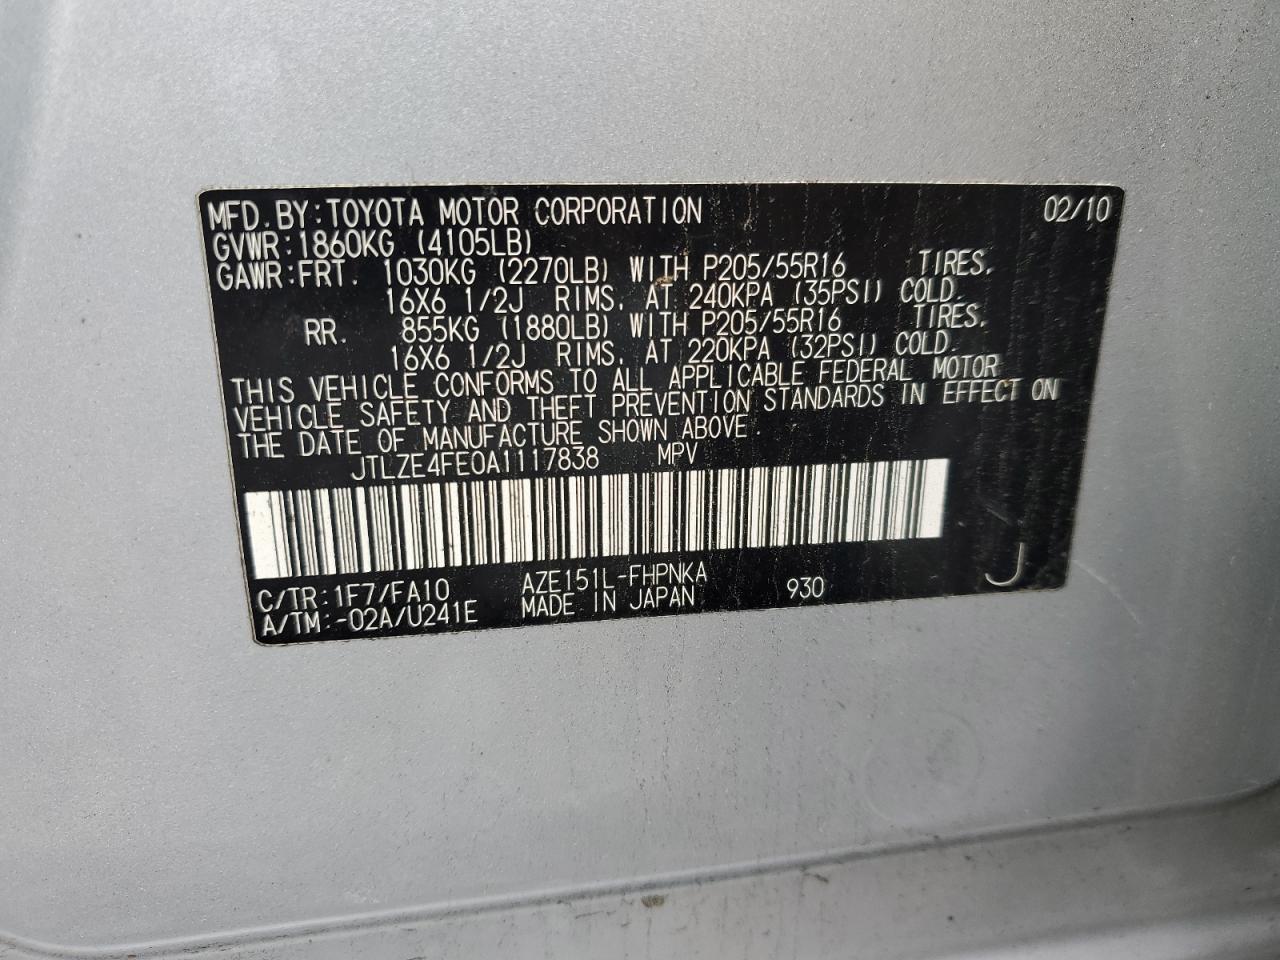 MFD. BY: TOYOTA MOTOR CORPORATION 02/10
GVWR: 1860KG (4105LB)
GAWR: FRT. 1030KG (2270LB) WITH P205/55R16 TIRES.
16X6 1/2J RIMS, AT 240KPA (35PSI) COLD.
RR. 855KG (1880LB) WITH P205/55R16 TIRES.
16X6 1/2J RIMS, AT 220KPA (32PSI) COLD.
THIS VEHICLE CONFORMS TO ALL APPLICABLE FEDERAL MOTOR
VEHICLE SAFETY AND THEFT PREVENTION STANDARDS IN EFFECT ON
THE DATE OF MANUFACTURE SHOWN ABOVE.
JTLZE4FE0A1117838 MPV
C/TR: 1F7/FA10 AZE151L-FHPNKA
A/TM: -02A/U241E MADE IN JAPAN 930 J